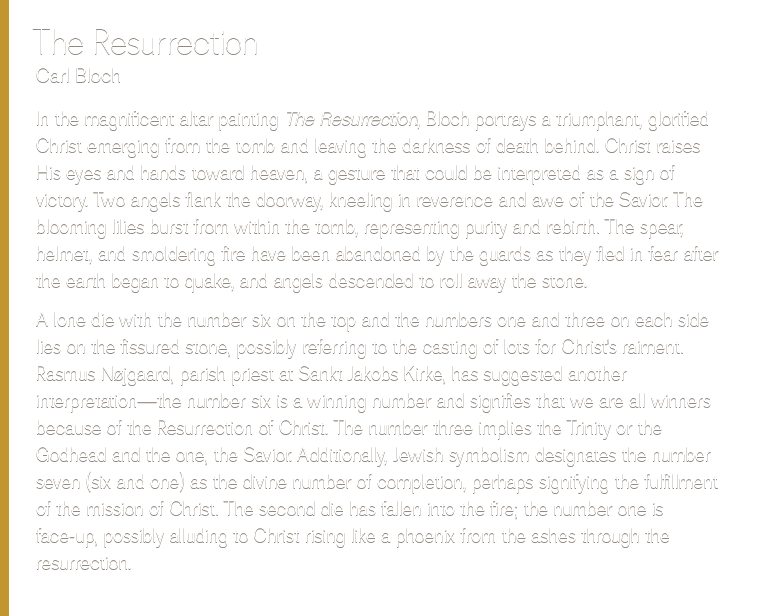 The Resurrection
Carl Bloch
In the magnificent altar painting The Resurrection, Bloch portrays a triumphant, glorified
Christ emerging from the tomb and leaving the darkness of death behind. Christ raises
His eyes and hands toward heaven, a gesture that could be interpreted as a sign of
victory. Two angels flank the doorway, kneeling in reverence and awe of the Savior. The
blooming lilies burst from within the tomb, representing purity and rebirth. The spear,
helmet, and smoldering fire have been abandoned by the guards as they fled in fear after
the earth began to quake, and angels descended to roll away the stone.
A lone die with the number six on the top and the numbers one and three on each side
lies on the fissured stone, possibly referring to the casting of lots for Christ's raiment.
Rasmus Nøjgaard, parish priest at Sankt Jakobs Kirke, has suggested another
interpretation—the number six is a winning number and signifies that we are all winners
because of the Resurrection of Christ. The number three implies the Trinity or the
Godhead and the one, the Savior. Additionally, Jewish symbolism designates the number
seven (six and one) as the divine number of completion, perhaps signifying the fulfillment
of the mission of Christ. The second die has fallen into the fire; the number one is
face-up, possibly alluding to Christ rising like a phoenix from the ashes through the
resurrection.